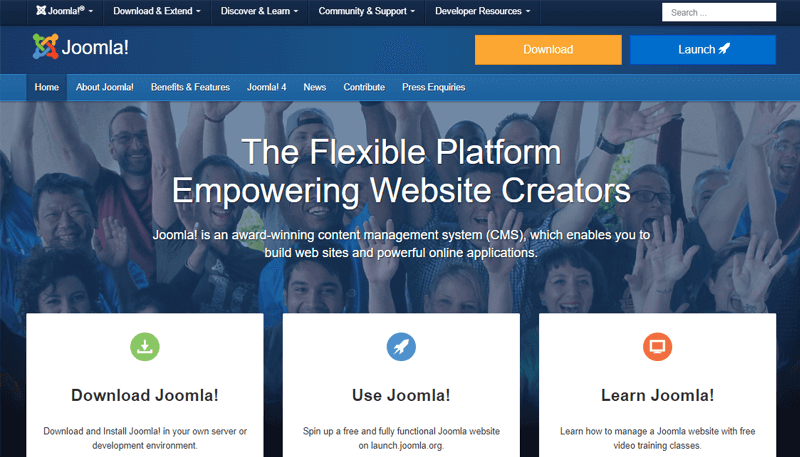 Joomla!® Download & Extend Discover & Learn Community & Support Developer Resources Search ...
Joomla! Download Launch
Home About Joomla! Benefits & Features Joomla! 4 News Contribute Press Enquiries
The Flexible Platform
Empowering Website Creators
Joomla! is an award-winning content management system (CMS), which enables you to
build web sites and powerful online applications.
Download Joomla!
Download and Install Joomla! in your own server or
development environment.
Use Joomla!
Spin up a free and fully functional Joomla website
on launch.joomla.org.
Learn Joomla!
Learn how to manage a Joomla website with free
video training classes.